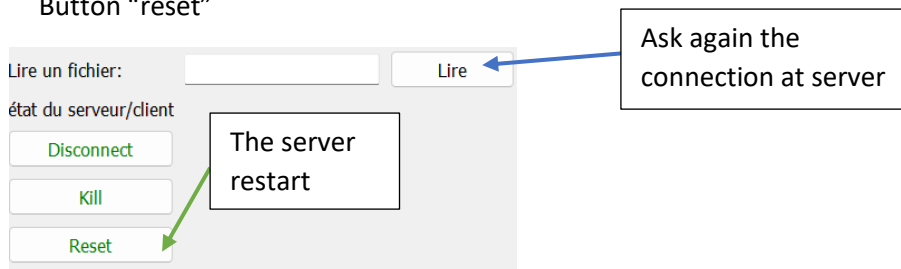 Button “reset”
Ask again the
connection at server
Lire un fichier:
Lire
état du serveur/client
The server
restart
Disconnect
Kill
Reset